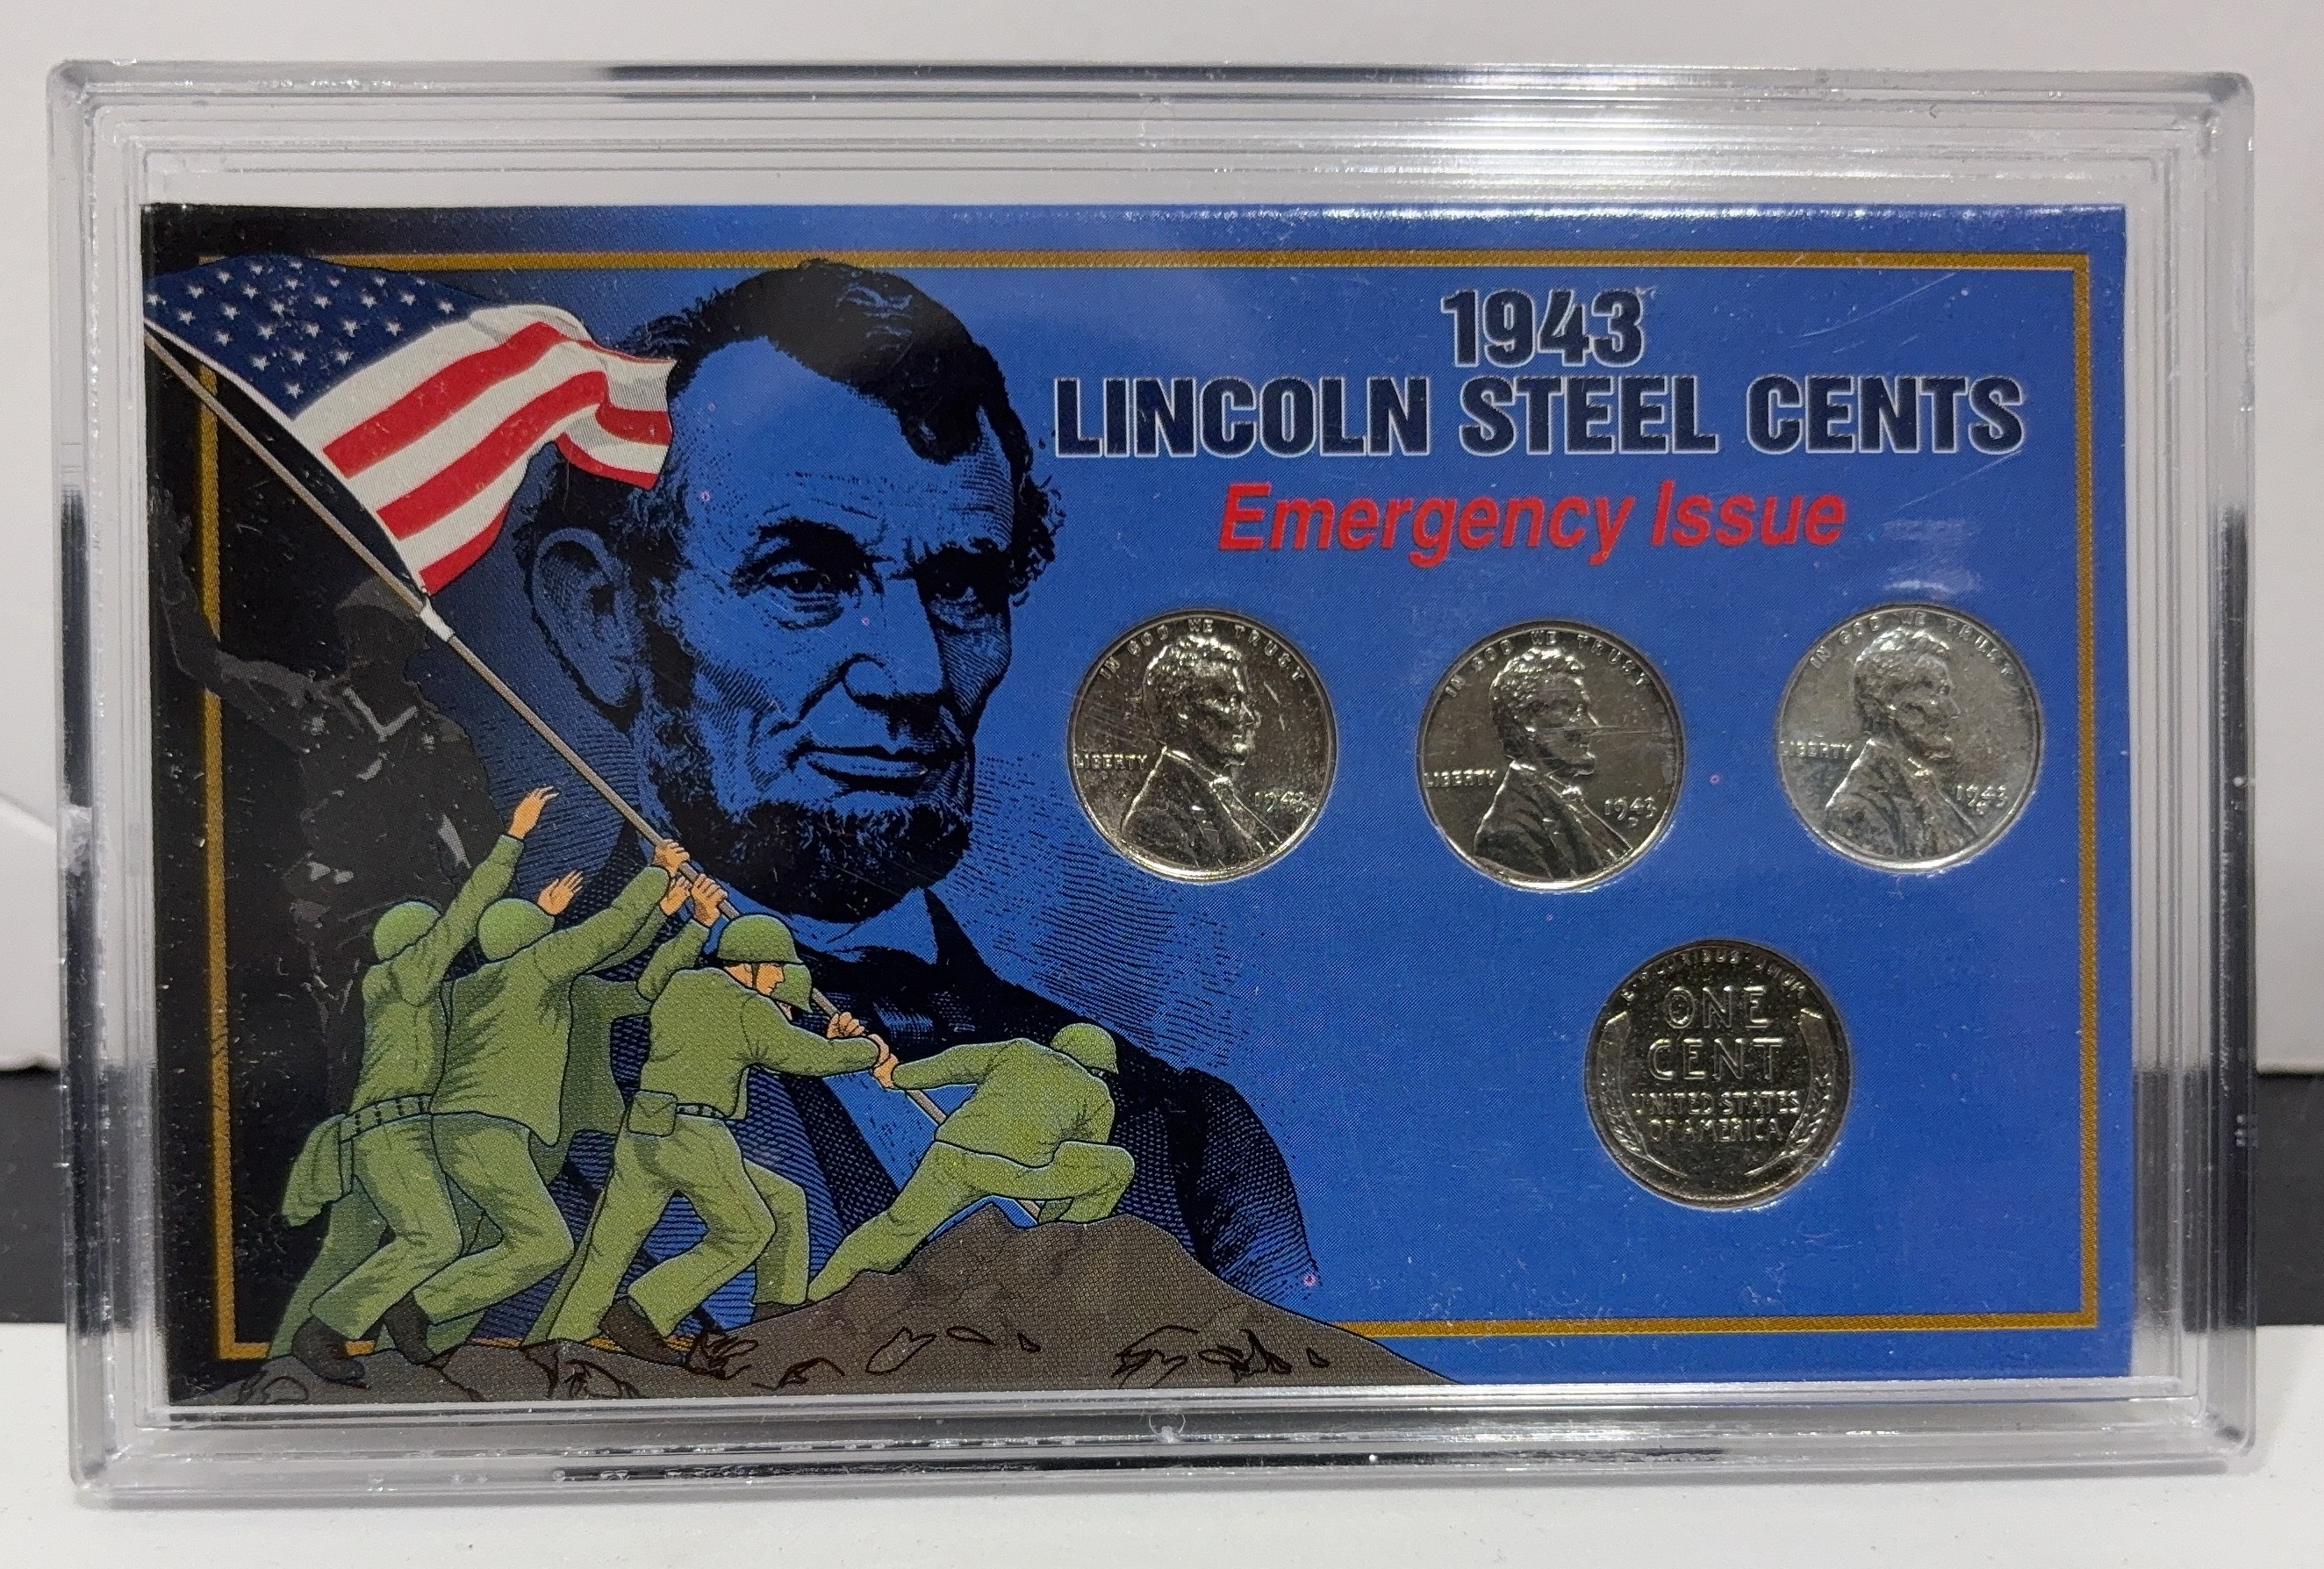 1943
LINCOLN STEEL CENTS
Emergency Issue
IN GOD WE TRUST
LIBERTY
1943
IN GOD WE TRUST
LIBERTY
1943
D
IN GOD WE TRUST
LIBERTY
1943
S
E PLURIBUS UNUM
ONE
CENT
UNITED STATES
OF AMERICA